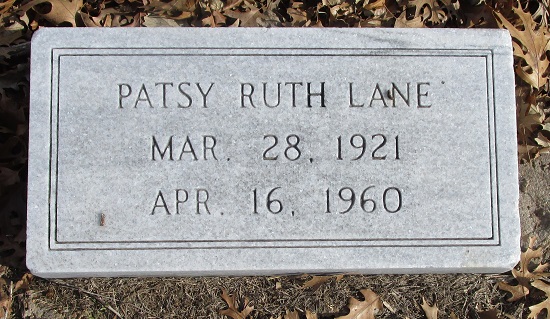 PATSY RUTH LANE
MAR. 28, 1921
APR. 16, 1960